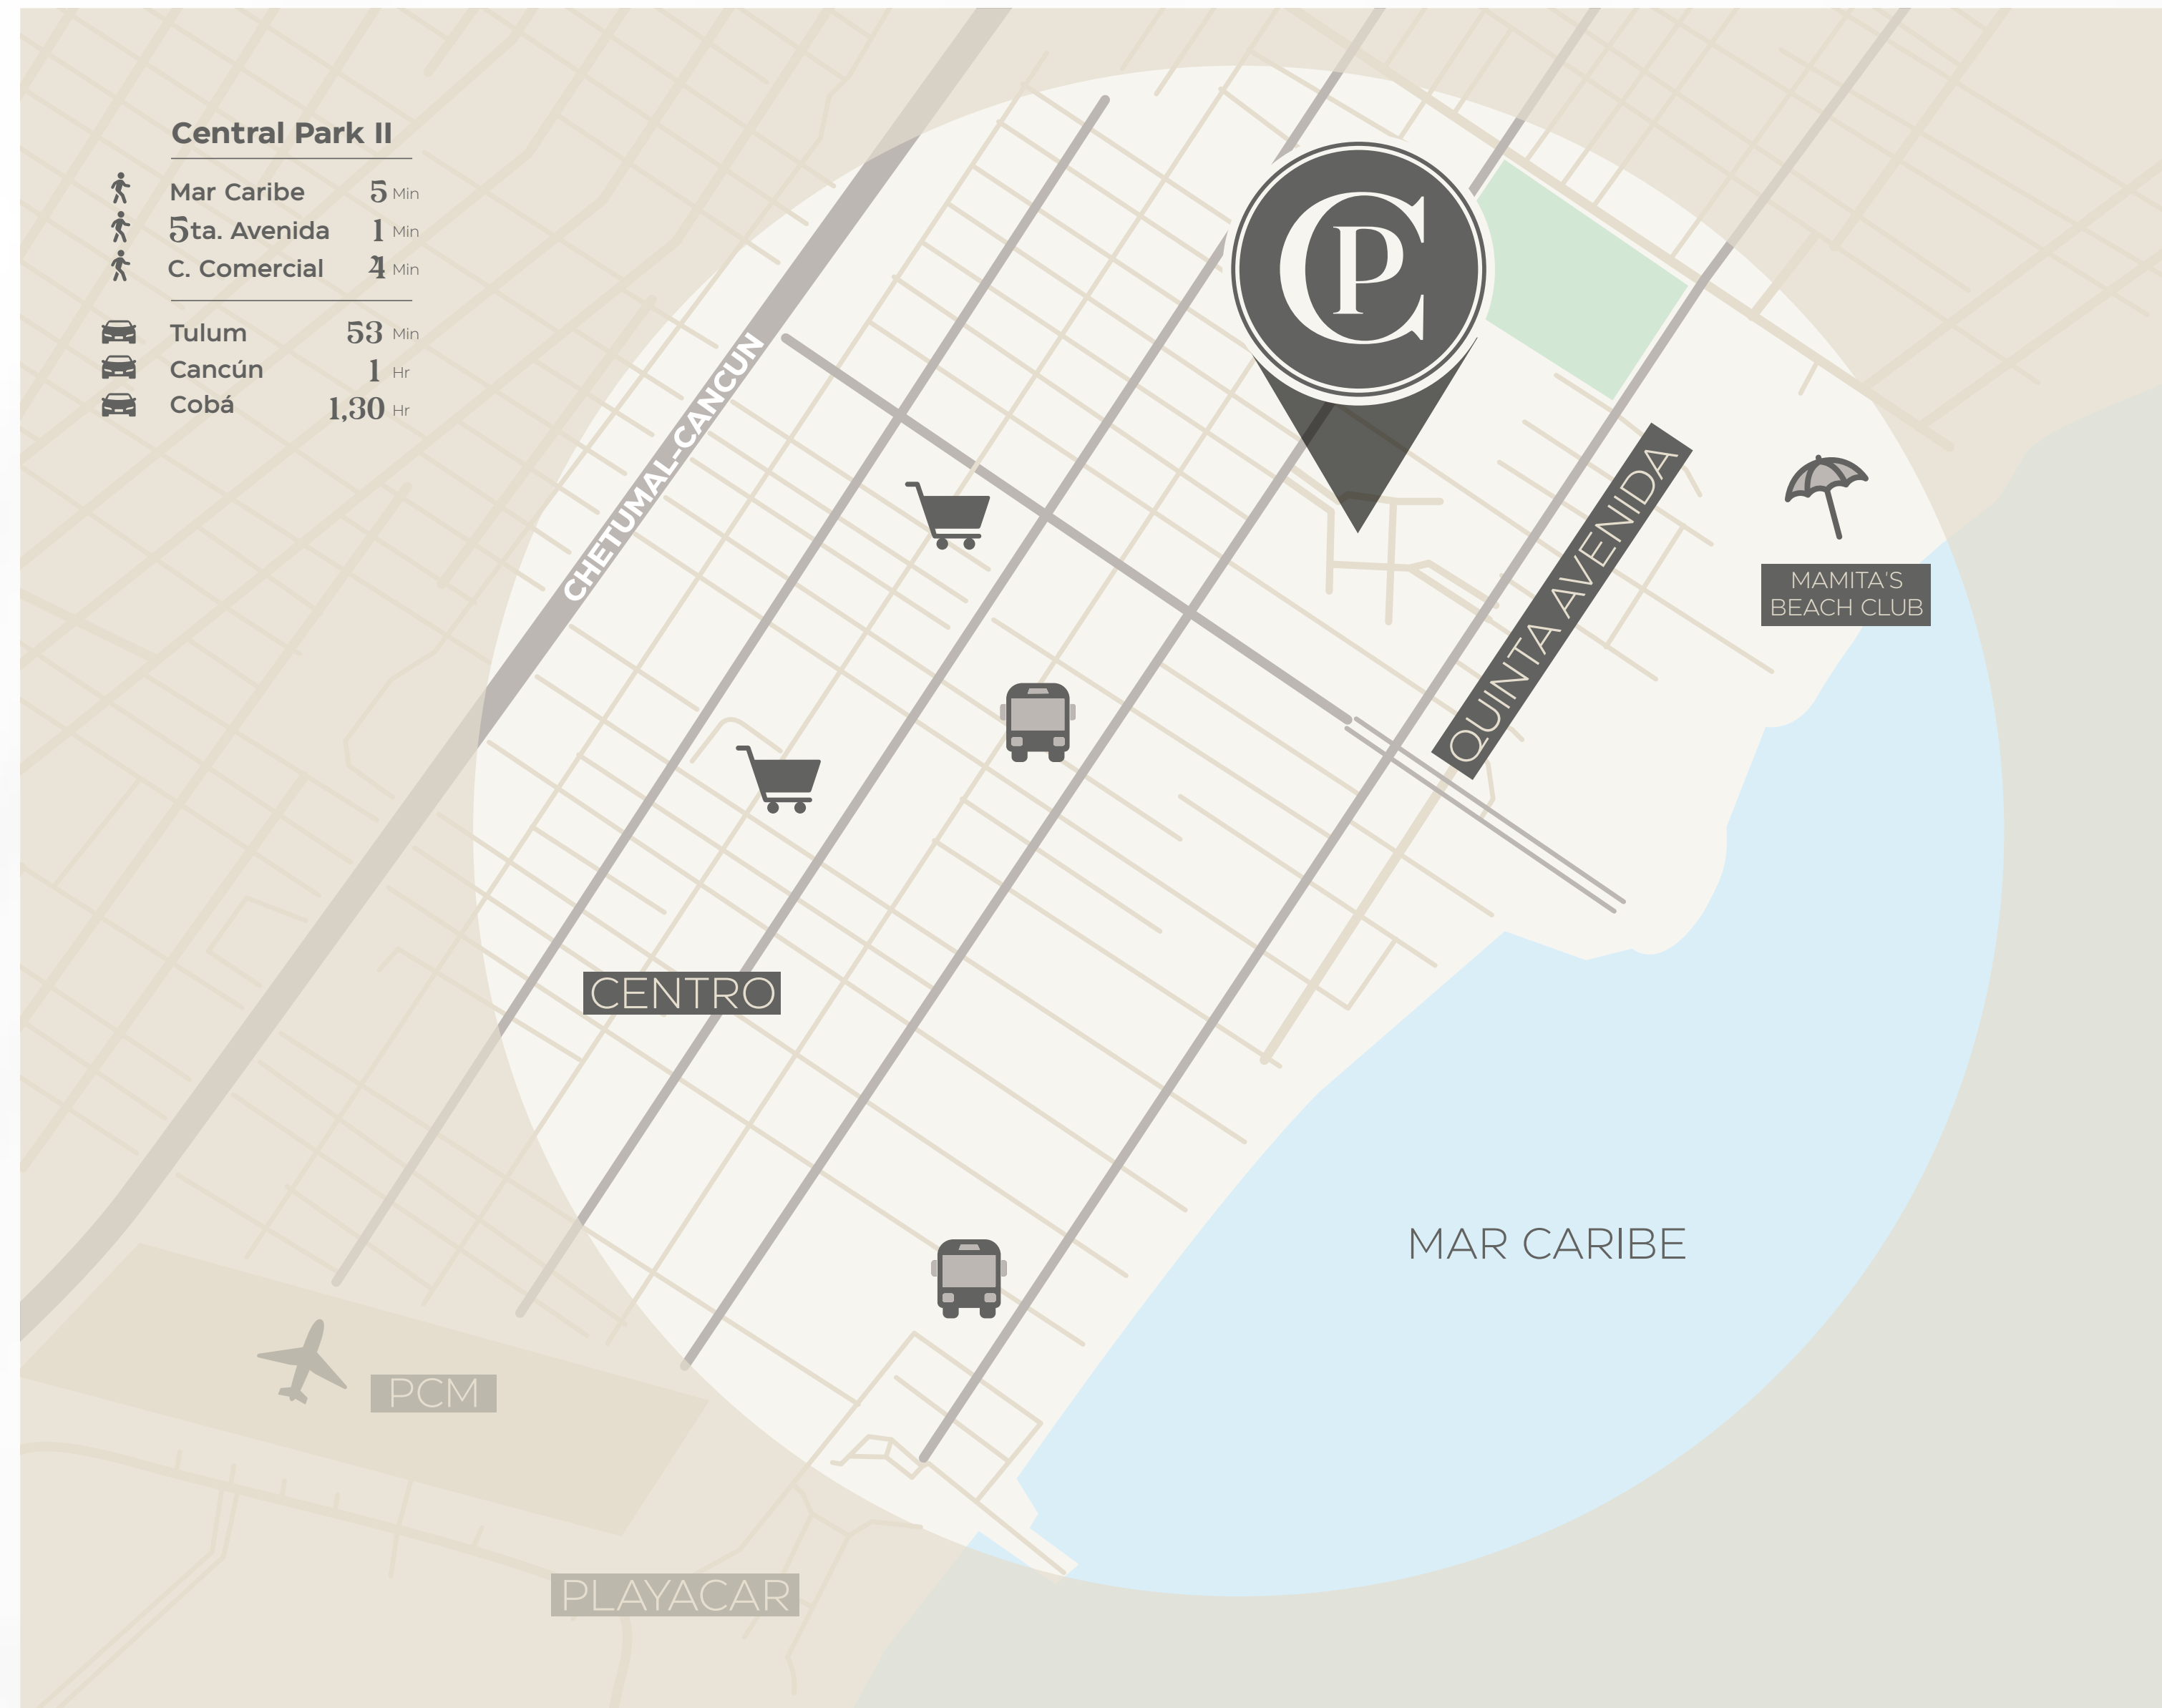 Central Park II
Mar Caribe 5 Min
5ta. Avenida 1 Min
C. Comercial 4 Min
Tulum 53 Min
Cancún 1 Hr
Cobá 1,30 Hr
CP
CHETUMAL-CANCUN
QUINTA AVENIDA
MAMITA'S
BEACH CLUB
CENTRO
MAR CARIBE
PCM
PLAYACAR